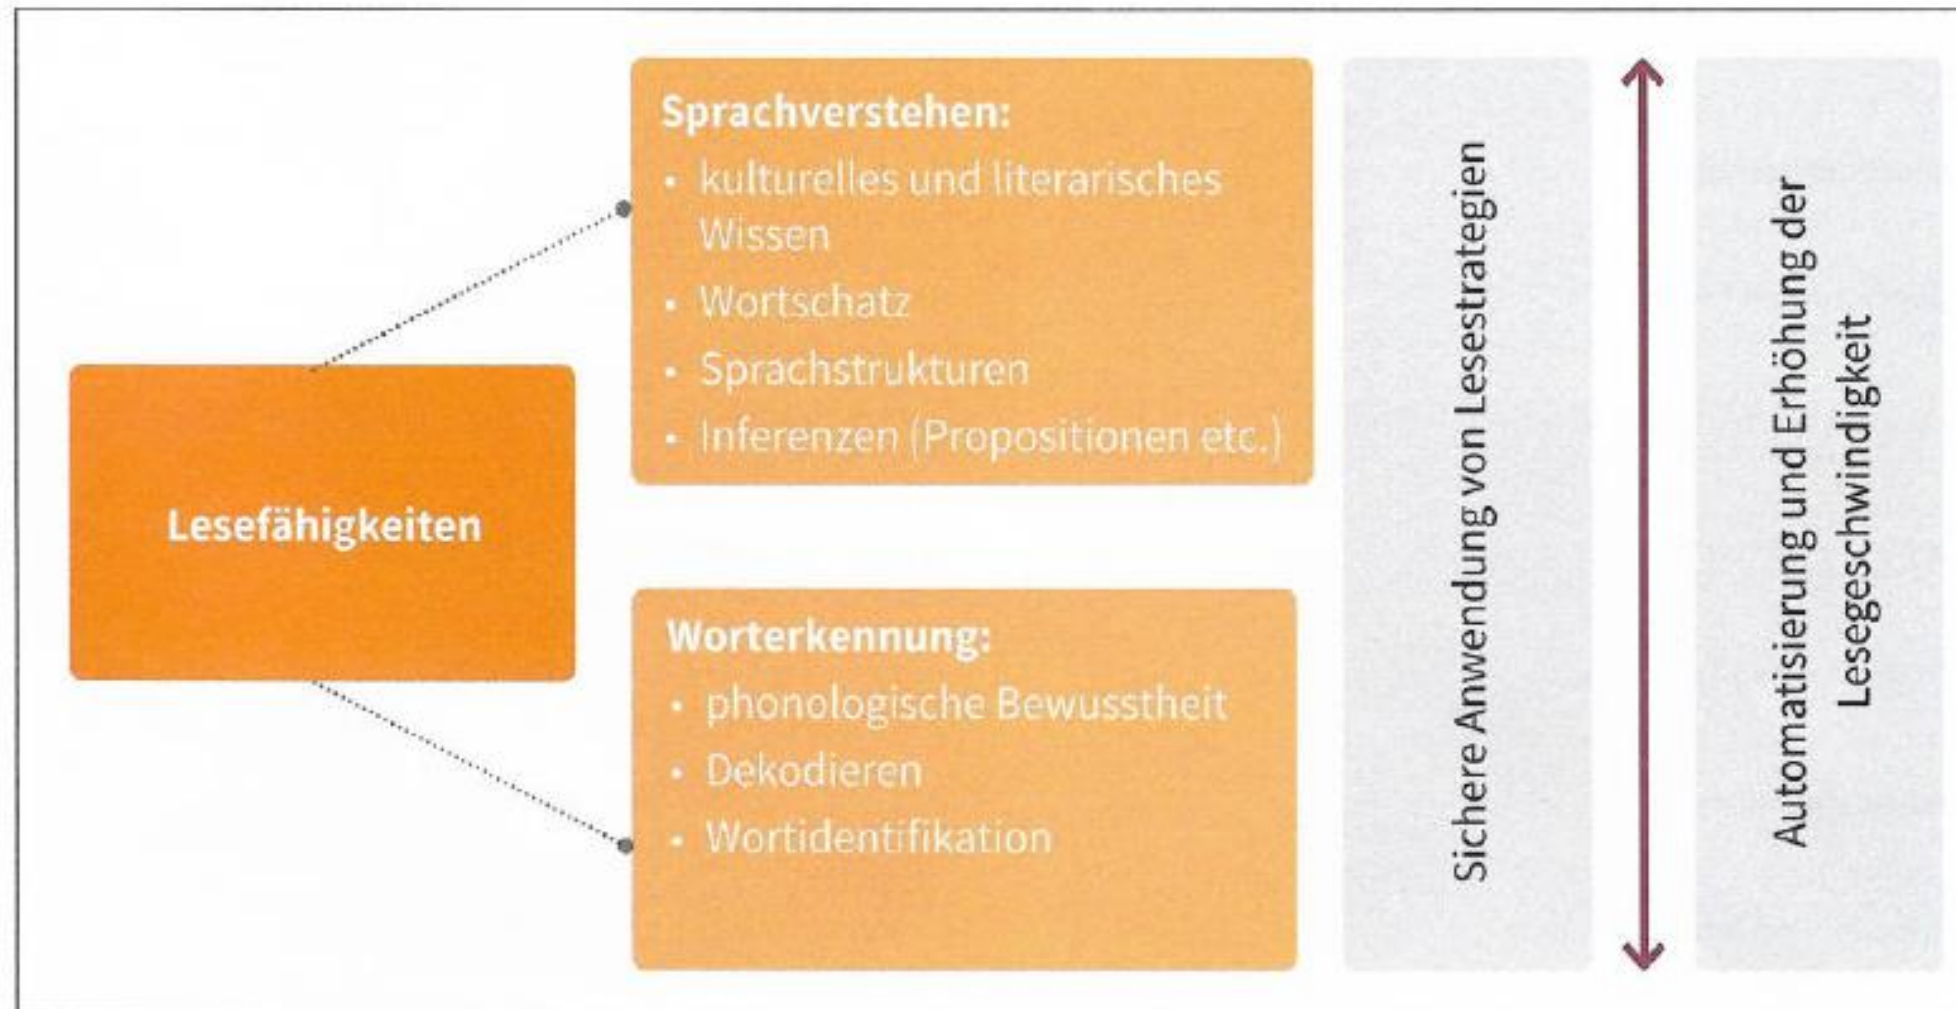 Lesefähigkeiten
Sprachverstehen:
• kulturelles und literarisches
Wissen
• Wortschatz
• Sprachstrukturen
• Inferenzen (Propositionen etc.)
Worterkennung:
• phonologische Bewusstheit
• Dekodieren
• Wortidentifikation
Sichere Anwendung von Lesestrategien
Automatisierung und Erhöhung der
Lesegeschwindigkeit